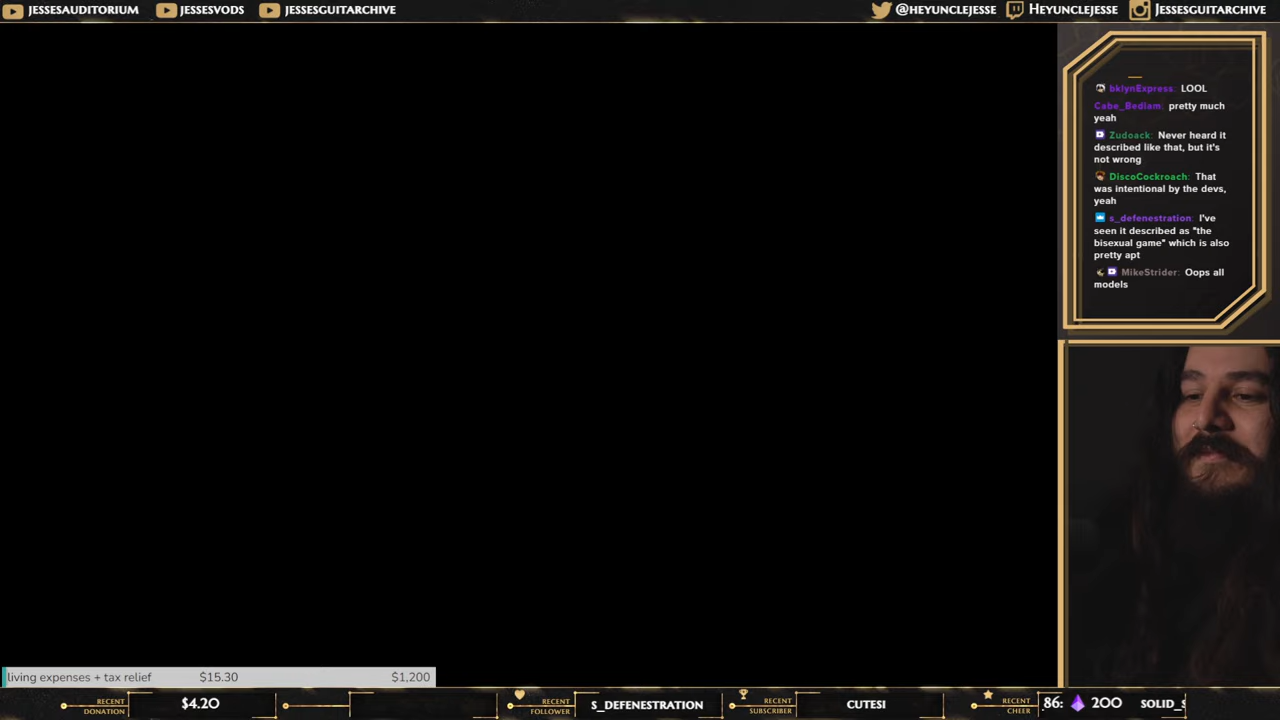 JESSESAUDITORIUM
JESSESVODS
JESSESGUITARCHIVE
@HEYUNCLEJESSE
HEYUNCLEJESSE
JESSESGUITARCHIVE
bklynExpress: LOOL
Cabe_Bedlam: pretty much
yeah
Zudoack: Never heard it
described like that, but it's
not wrong
DiscoCockroach: That
was intentional by the devs,
yeah
s_defenestration: I've
seen it described as "the
bisexual game" which is also
pretty apt
MikeStrider: Oops all
models
living expenses + tax relief $15.30 $1,200
RECENT
DONATION
$4.20
RECENT
FOLLOWER
S_DEFENESTRATION
RECENT
SUBSCRIBER
CUTESI
RECENT
CHEER
86: 200 SOLID_